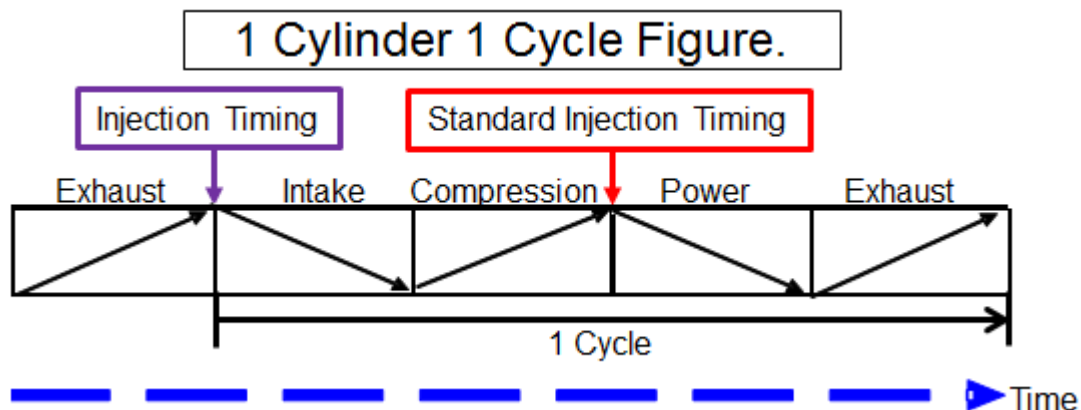 1 Cylinder 1 Cycle Figure.
Injection Timing
Standard Injection Timing
Exhaust
Intake
Compression
Power
Exhaust
1 Cycle
Time